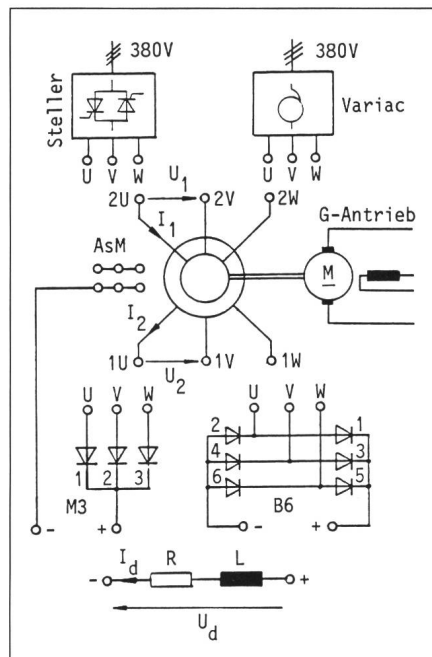 380V 380V
Steller
Variac
U V W U V W
2U U1 2V 2W
I1
G-Antrieb
AsM
M
I2
1U U2 1V 1W
U V W U V W
2 1
4 3
1 2 3 6 5
M3 B6
- + - +
Id R L
- +
Ud